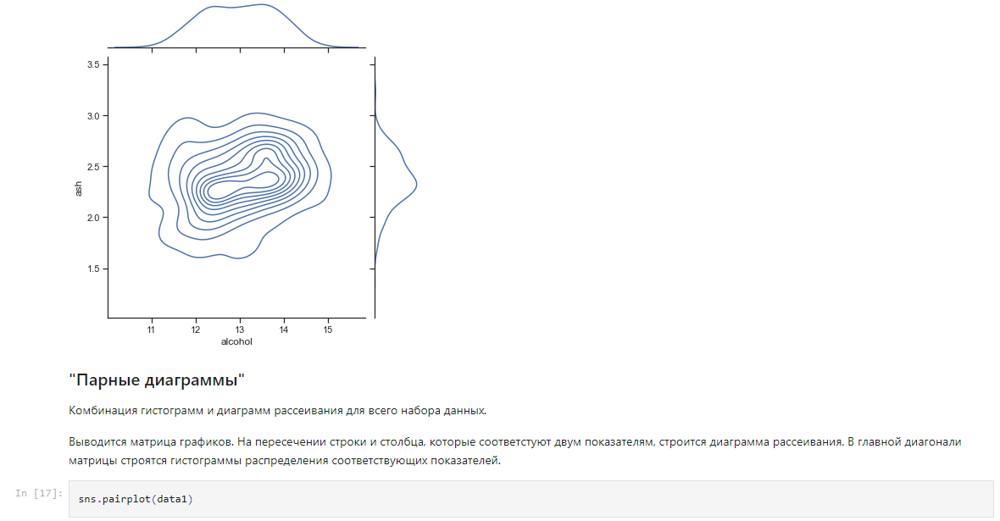 3.5
3.0
2.5
2.0
1.5
ash
11 12 13 14 15
alcohol
"Парные диаграммы"
Комбинация гистограмм и диаграмм рассеивания для всего набора данных.
Выводится матрица графиков. На пересечении строки и столбца, которые соответстуют двум показателям, строится диаграмма рассеивания. В главной диагонали
матрицы строятся гистограммы распределения соответствующих показателей.
In [17]: sns.pairplot(data1)